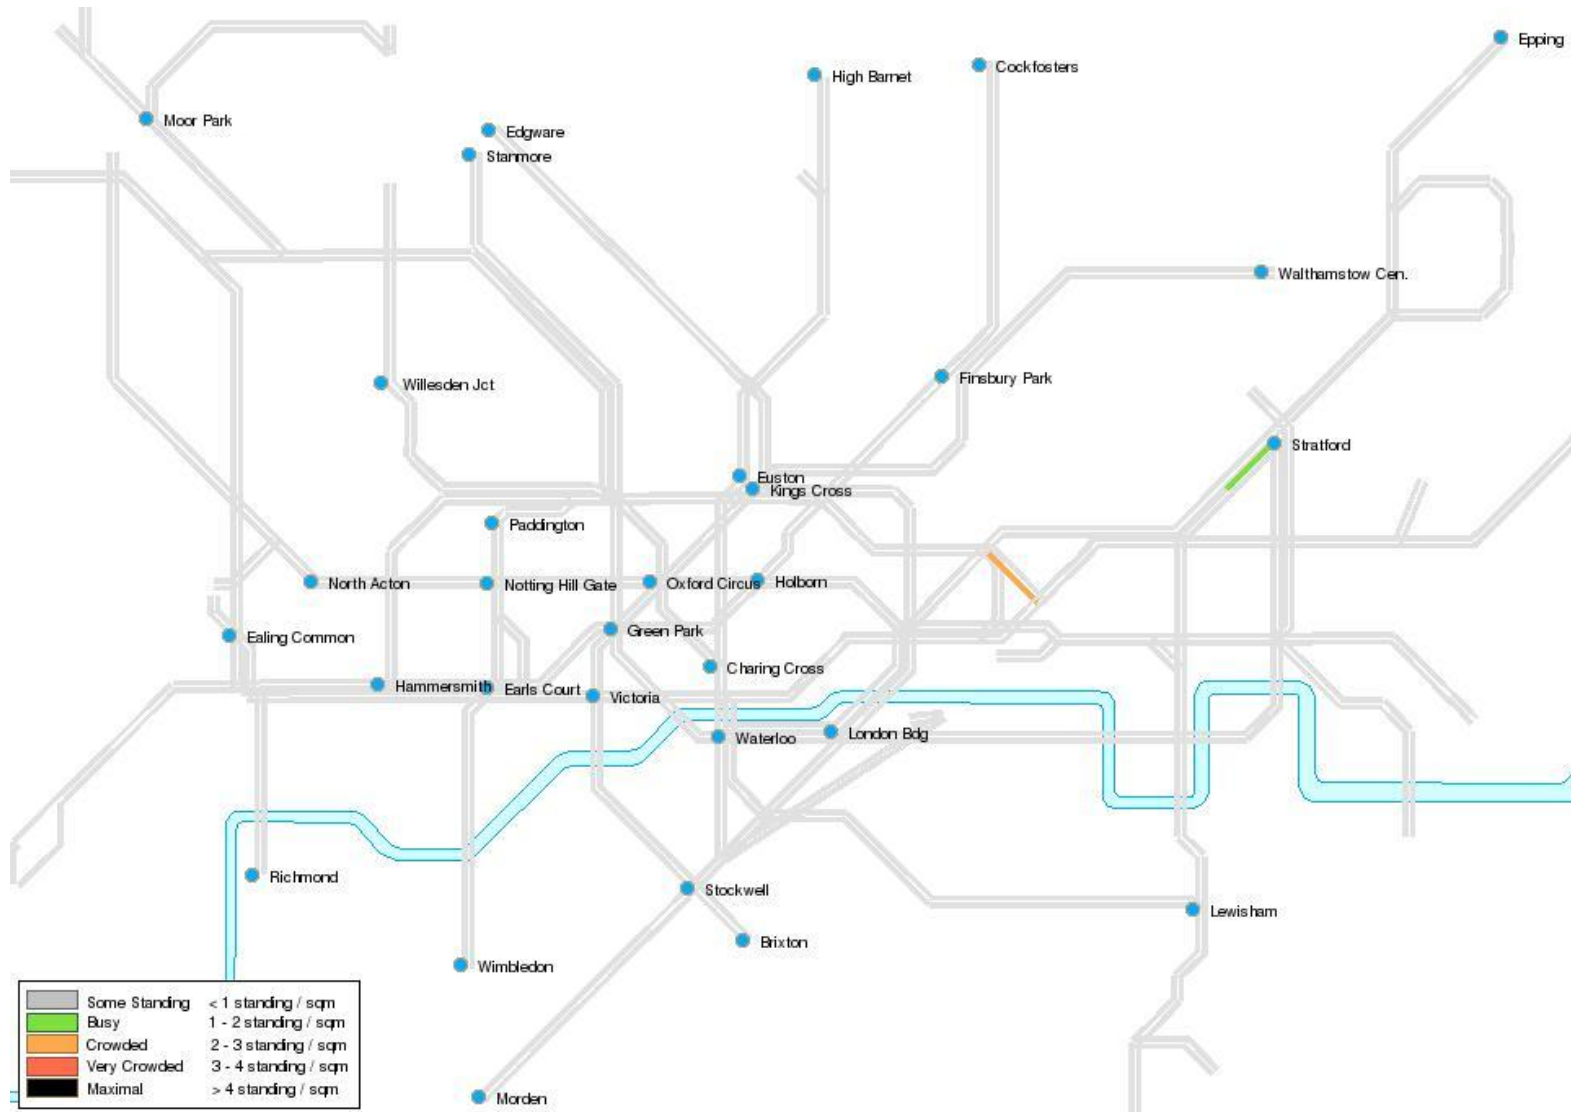 Epping
Cockfosters
High Barnet
Moor Park
Edgware
Stanmore
Walthamstow Cen.
Finsbury Park
Willesden Jct
Stratford
Euston
Kings Cross
Paddington
North Acton
Notting Hill Gate
Oxford Circus
Holborn
Green Park
Ealing Common
Charing Cross
Hammersmith
Earls Court
Victoria
Waterloo
London Bdg
Richmond
Stockwell
Lewisham
Brixton
Wimbledon
Some Standing < 1 standing / sqm
Busy 1 - 2 standing / sqm
Crowded 2 - 3 standing / sqm
Very Crowded 3 - 4 standing / sqm
Maximal > 4 standing / sqm
Morden